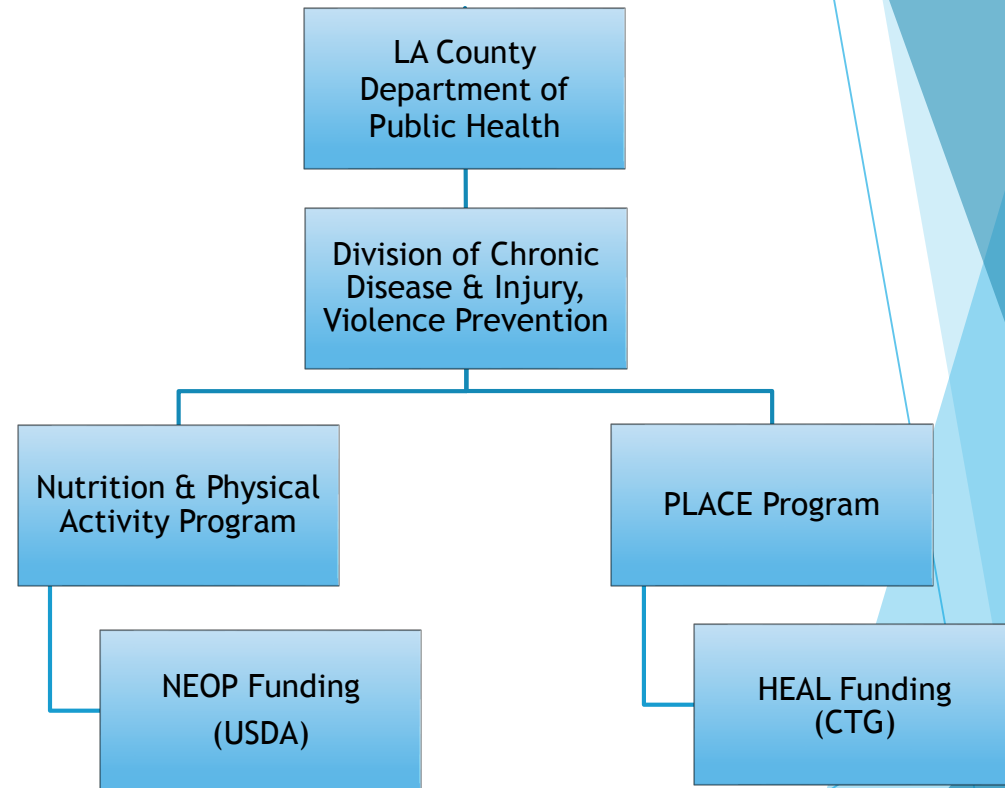 LA County
Department of
Public Health
Division of Chronic
Disease & Injury,
Violence Prevention
Nutrition & Physical
Activity Program
PLACE Program
NEOP Funding
(USDA)
HEAL Funding
(CTG)